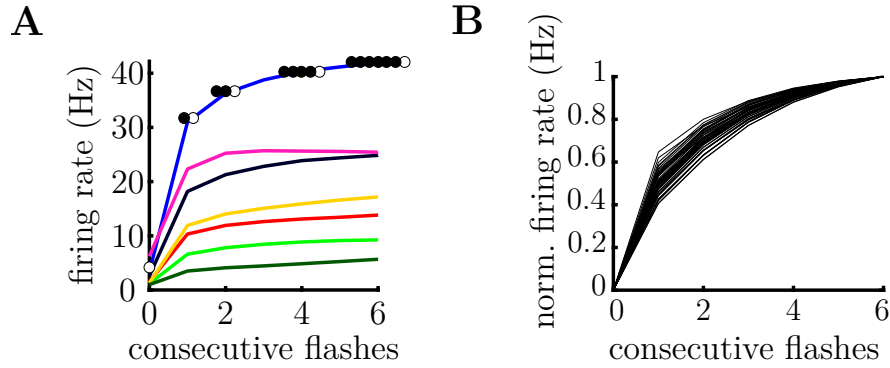 A
firing rate (Hz)
40
30
20
10
0
0 2 4 6
consecutive flashes
B
norm. firing rate (Hz)
1
0.8
0.6
0.4
0.2
0
0 2 4 6
consecutive flashes